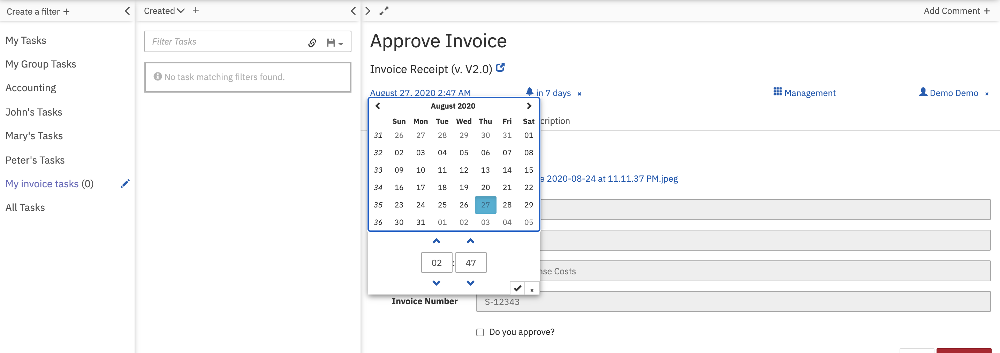 Create a filter +
My Tasks
My Group Tasks
Accounting
John's Tasks
Mary's Tasks
Peter's Tasks
My invoice tasks (0)
All Tasks
Created +
Filter Tasks
No task matching filters found.
Add Comment +
Approve Invoice
Invoice Receipt (v. V2.0)
August 27, 2020 2:47 AM in 7 days × Management Demo Demo ×
cription
August 2020
Sun Mon Tue Wed Thu Fri Sat
31 26 27 28 29 30 31 01
32 02 03 04 05 06 07 08
33 09 10 11 12 13 14 15
34 16 17 18 19 20 21 22
35 23 24 25 26 27 28 29
36 30 31 01 02 03 04 05
02 : 47
×
e 2020-08-24 at 11.11.37 PM.jpeg
nse Costs
Invoice Number S-12343
Do you approve?